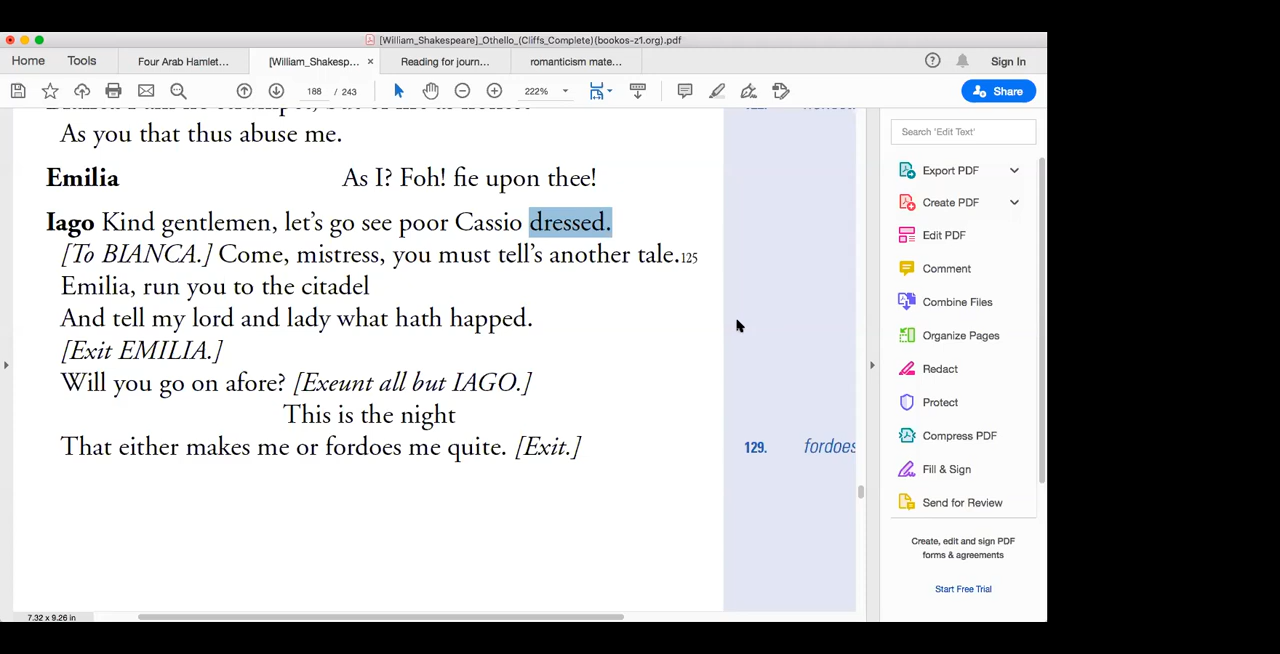 [William_Shakespeare]_Othello_(Cliffs_Complete)(bookos-z1.org).pdf
Home Tools Four Arab Hamlet... [William_Shakesp... × Reading for journ... romanticism mate... Sign In
188 / 243 222% Share
As you that thus abuse me.
Emilia As I? Foh! fie upon thee!
Iago Kind gentlemen, let's go see poor Cassio dressed.
[To BIANCA.] Come, mistress, you must tell's another tale.125
Emilia, run you to the citadel
And tell my lord and lady what hath happed.
[Exit EMILIA.]
Will you go on afore? [Exeunt all but IAGO.]
This is the night
That either makes me or fordoes me quite. [Exit.]
129. fordoes
7.32 x 9.26 in
Search 'Edit Text'
Export PDF
Create PDF
Edit PDF
Comment
Combine Files
Organize Pages
Redact
Protect
Compress PDF
Fill & Sign
Send for Review
Create, edit and sign PDF
forms & agreements
Start Free Trial